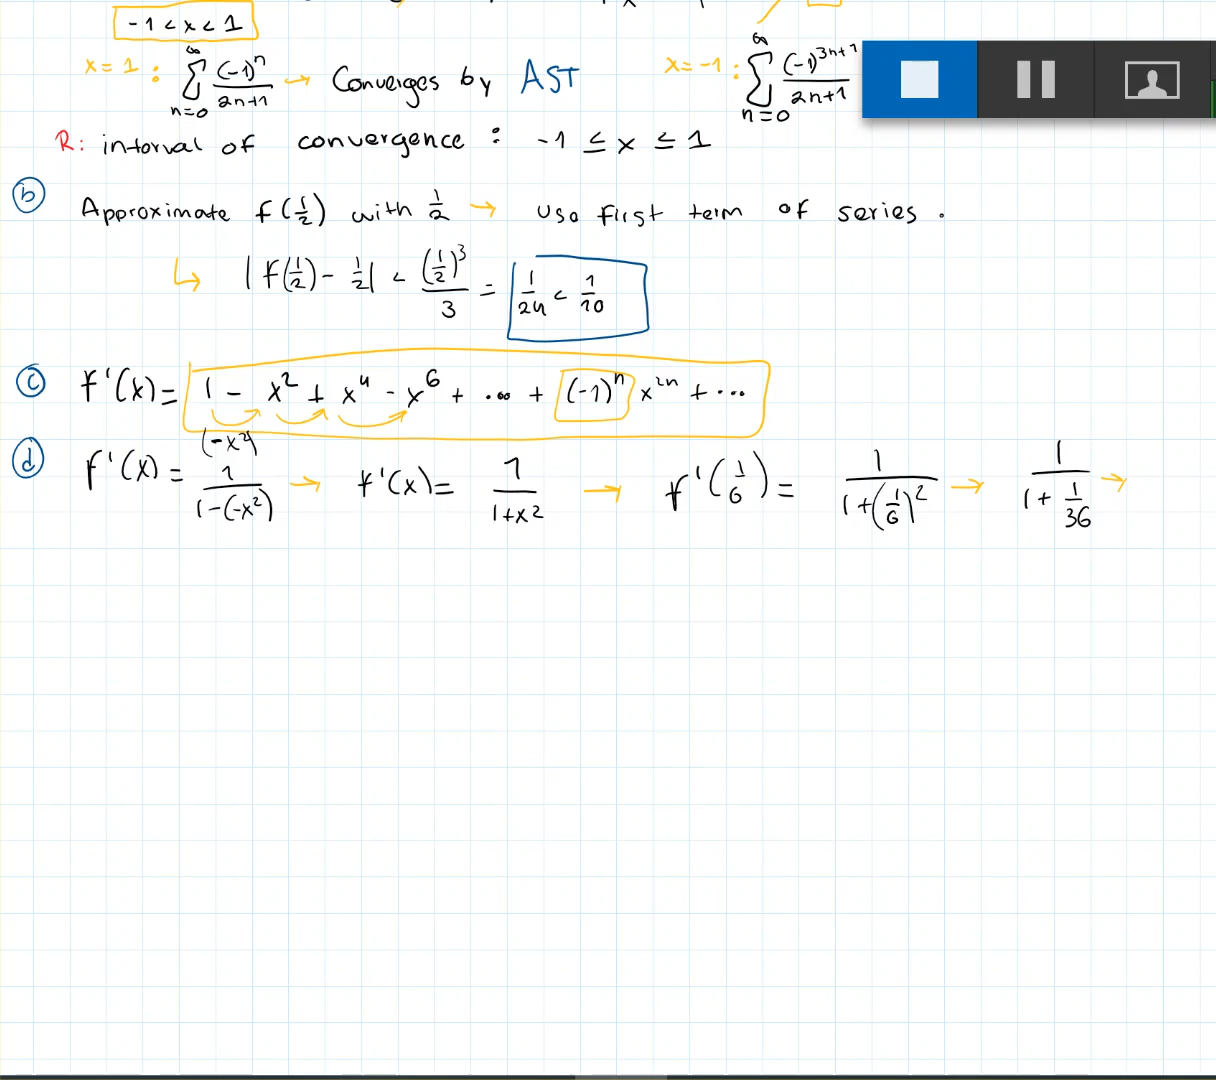 -1 < x < 1
x = 1 : ∞ Σ n=0 (-1)^n / 2n+1 → Converges by AST x = -1 : ∞ Σ n=0 (-1)^3n+1 / 2n+1
R: interval of convergence : -1 ≤ x ≤ 1
b Approximate f(1/2) with 1/2 → use first term of series .
↳ | f(1/2) - 1/2 | < (1/2)^3 / 3 = 1/24 < 1/10
c f'(x) = 1 - x^2 + x^4 - x^6 + ... + (-1)^n x^2n + ...
(-x^2)
d f'(x) = 1 / 1-(-x^2) → f'(x) = 1 / 1+x^2 → f'(1/6) = 1 / 1+(1/6)^2 → 1 / 1 + 1/36 →